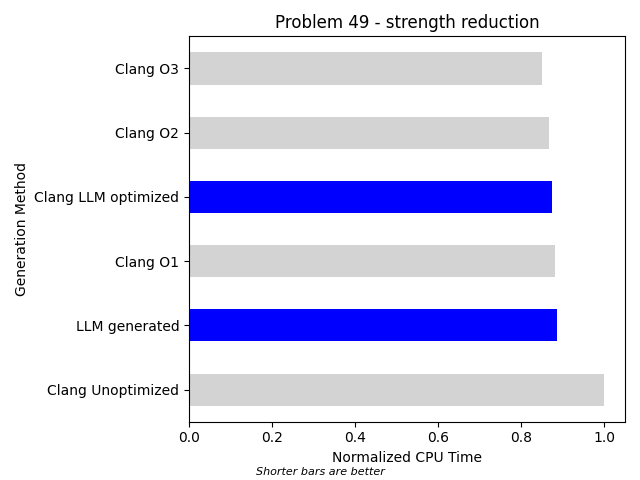 Problem 49 - strength reduction
Clang O3
Clang O2
Clang LLM optimized
Clang O1
LLM generated
Clang Unoptimized
Generation Method
0.0 0.2 0.4 0.6 0.8 1.0
Normalized CPU Time
Shorter bars are better